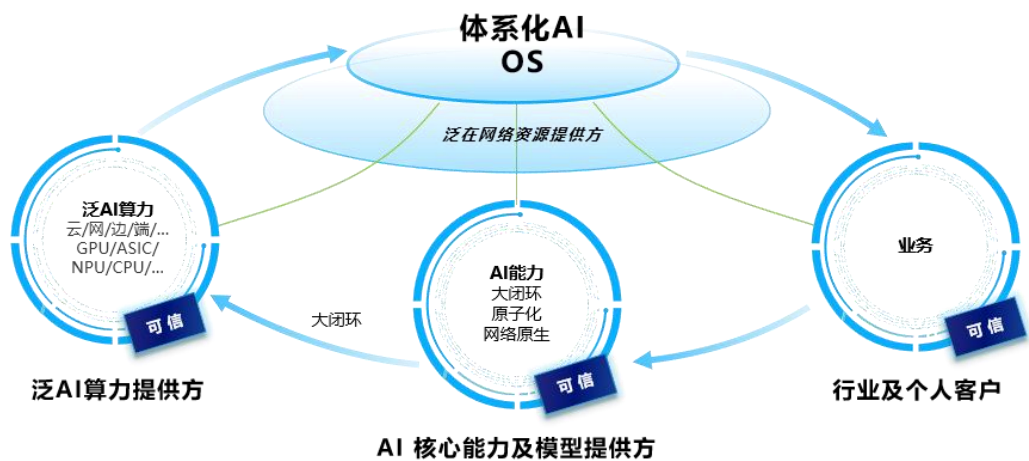 体系化AI
OS
泛在网络资源提供方
泛AI算力
云/网/边/端/...
GPU/ASIC/
NPU/CPU/...
可信
泛AI算力提供方
大闭环
AI能力
大闭环
原子化
网络原生
可信
AI 核心能力及模型提供方
业务
可信
行业及个人客户